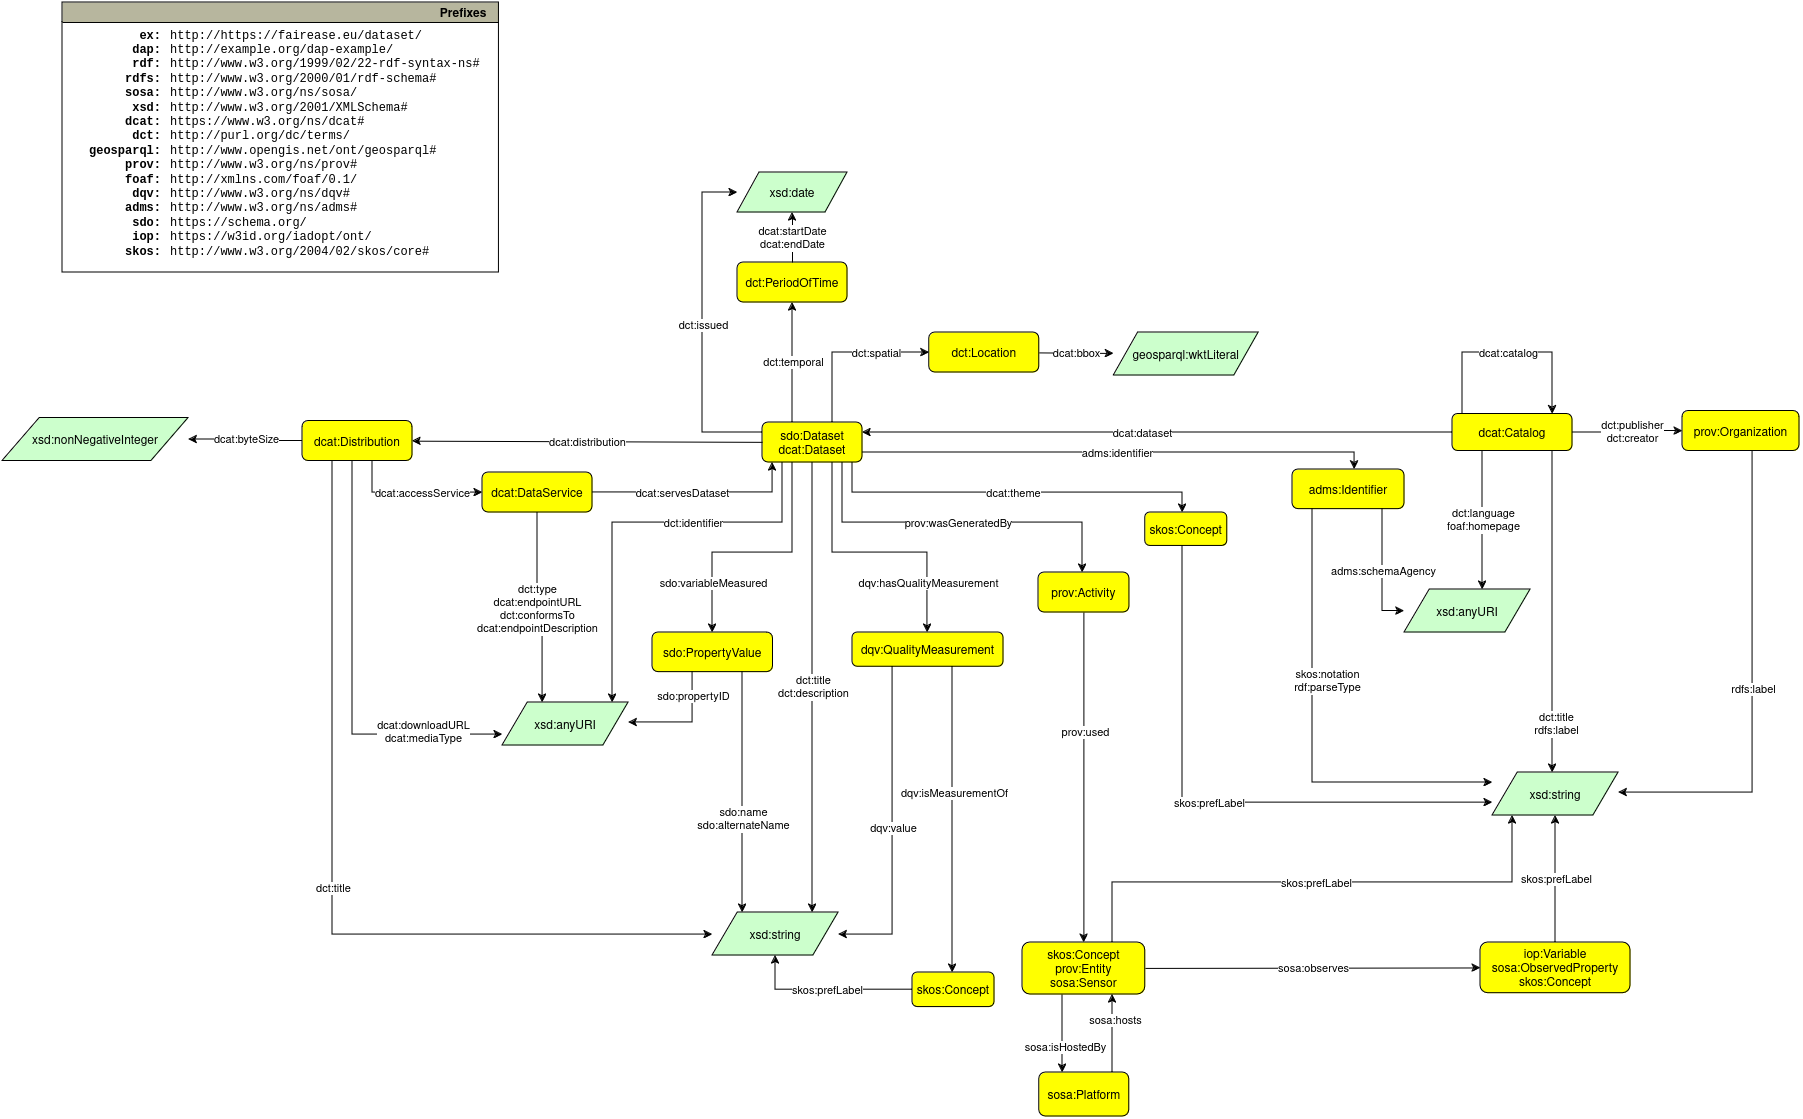 Prefixes
ex: http://https://fairease.eu/dataset/
dap: http://example.org/dap-example/
rdf: http://www.w3.org/1999/02/22-rdf-syntax-ns#
rdfs: http://www.w3.org/2000/01/rdf-schema#
sosa: http://www.w3.org/ns/sosa/
xsd: http://www.w3.org/2001/XMLSchema#
dcat: https://www.w3.org/ns/dcat#
dct: http://purl.org/dc/terms/
geosparql: http://www.opengis.net/ont/geosparql#
prov: http://www.w3.org/ns/prov#
foaf: http://xmlns.com/foaf/0.1/
dqv: http://www.w3.org/ns/dqv#
adms: http://www.w3.org/ns/adms#
sdo: https://schema.org/
iop: https://w3id.org/iadopt/ont/
skos: http://www.w3.org/2004/02/skos/core#
xsd:date
dcat:startDate
dcat:endDate
dct:PeriodOfTime
dct:issued
dct:temporal
dct:spatial
dct:Location
dcat:bbox
geosparql:wktLiteral
dcat:catalog
xsd:nonNegativeInteger
dcat:byteSize
dcat:Distribution
dcat:distribution
sdo:Dataset
dcat:Dataset
dcat:dataset
dcat:Catalog
dct:publisher
dct:creator
prov:Organization
adms:identifier
dcat:accessService
dcat:DataService
dcat:servesDataset
dcat:theme
adms:Identifier
dct:identifier
prov:wasGeneratedBy
skos:Concept
dct:language
foaf:homepage
dct:type
dcat:endpointURL
dct:conformsTo
dcat:endpointDescription
sdo:variableMeasured
dqv:hasQualityMeasurement
prov:Activity
adms:schemaAgency
xsd:anyURI
sdo:PropertyValue
dqv:QualityMeasurement
dct:title
dct:description
skos:notation
rdf:parseType
rdfs:label
sdo:propertyID
dcat:downloadURL
dcat:mediaType
xsd:anyURI
prov:used
dct:title
rdfs:label
sdo:name
sdo:alternateName
dqv:isMeasurementOf
dqv:value
skos:prefLabel
xsd:string
dct:title
skos:prefLabel
skos:prefLabel
xsd:string
skos:Concept
prov:Entity
sosa:Sensor
sosa:observes
iop:Variable
sosa:ObservedProperty
skos:Concept
skos:prefLabel
skos:Concept
sosa:hosts
sosa:isHostedBy
sosa:Platform